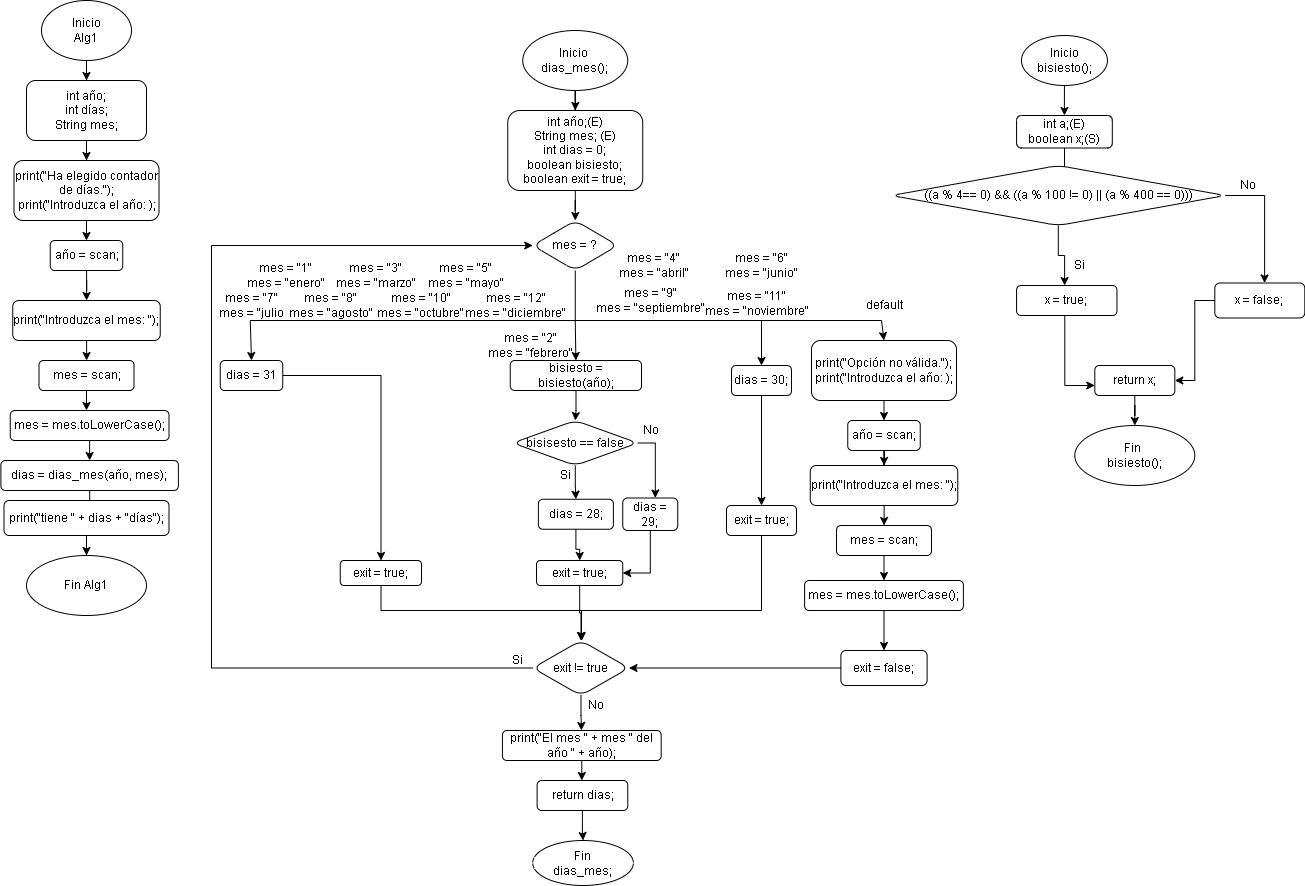 Inicio
Alg1
int año;
int días;
String mes;
print("Ha elegido contador
de días.");
print("Introduzca el año: );
año = scan;
print("Introduzca el mes: ");
mes = scan;
mes = mes.toLowerCase();
dias = dias_mes(año, mes);
print("tiene " + dias + "días");
Fin Alg1
Inicio
dias_mes();
int año;(E)
String mes; (E)
int dias = 0;
boolean bisiesto;
boolean exit = true;
mes = ?
mes = "1"
mes = "enero"
mes = "3"
mes = "marzo"
mes = "5"
mes = "mayo"
mes = "7"
mes = "julio
mes = "8"
mes = "agosto"
mes = "10"
mes = "octubre"
mes = "12"
mes = "diciembre"
mes = "4"
mes = "abril"
mes = "6"
mes = "junio"
mes = "9"
mes = "septiembre"
mes = "11"
mes = "noviembre"
default
mes = "2"
mes = "febrero"
dias = 31
bisiesto =
bisiesto(año);
dias = 30;
bisisesto == false
No
Si
dias = 28;
dias =
29;
exit = true;
exit = true;
exit = true;
print("Opción no válida.");
print("Introduzca el año: );
año = scan;
print("Introduzca el mes: ");
mes = scan;
mes = mes.toLowerCase();
exit = false;
exit != true
Si
No
print("El mes " + mes " del
año " + año);
return dias;
Fin
dias_mes;
Inicio
bisiesto();
int a;(E)
boolean x;(S)
((a % 4== 0) && ((a % 100 != 0) || (a % 400 == 0)))
No
Si
x = true;
x = false;
return x;
Fin
bisiesto();